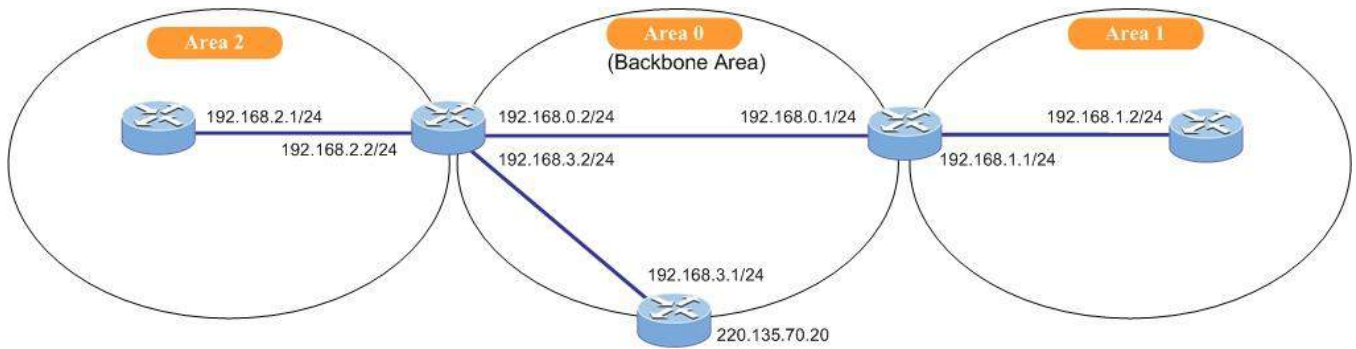 Area 2
Area 0
(Backbone Area)
Area 1
192.168.2.1/24
192.168.2.2/24
192.168.0.2/24
192.168.3.2/24
192.168.0.1/24
192.168.1.2/24
192.168.1.1/24
192.168.3.1/24
220.135.70.20